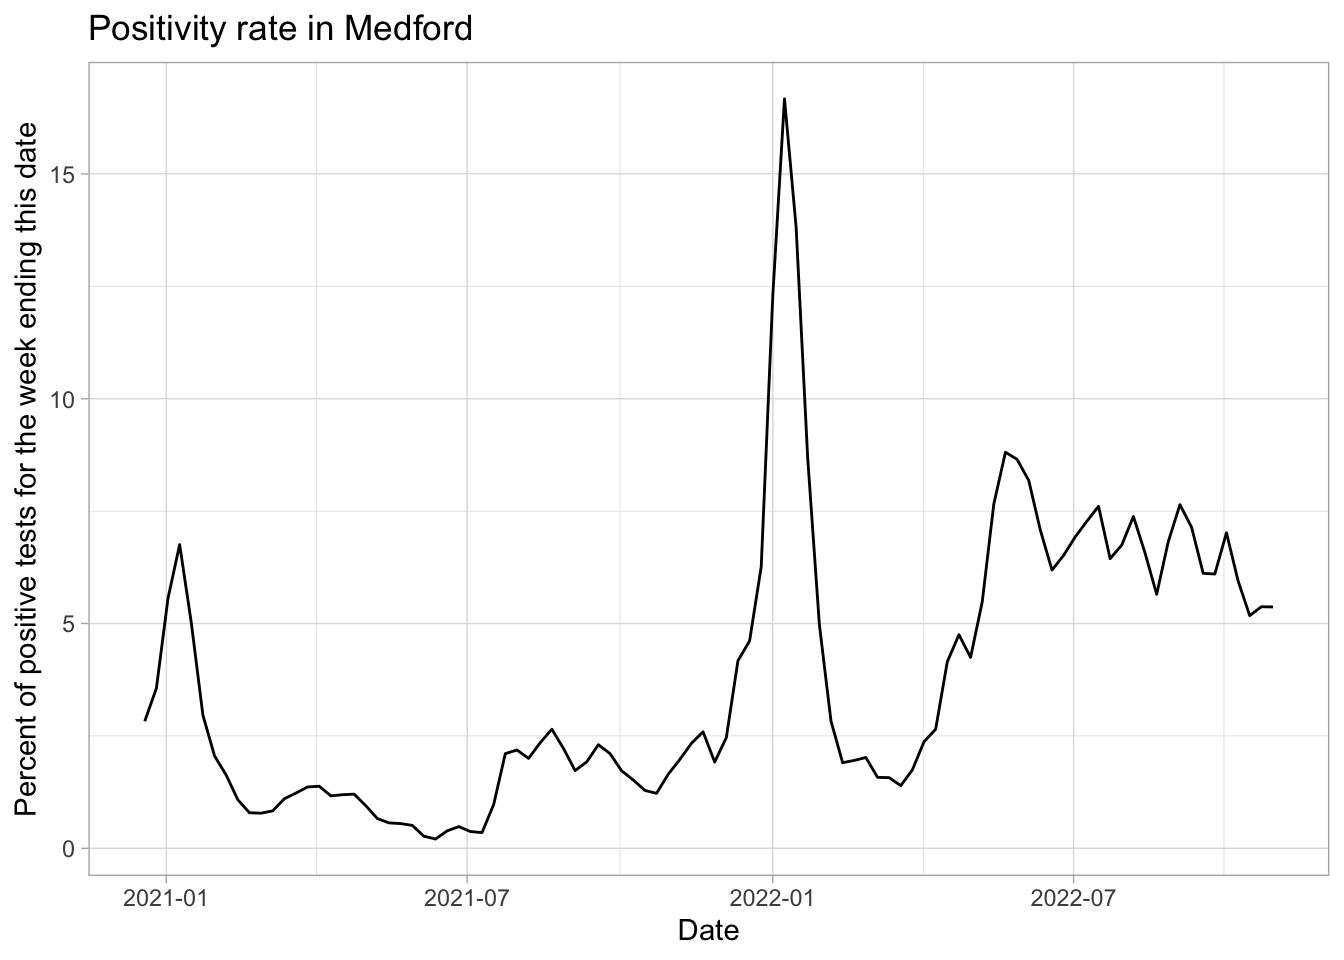 Positivity rate in Medford
Percent of positive tests for the week ending this date
15
10
5
0
2021-01
2021-07
2022-01
2022-07
Date